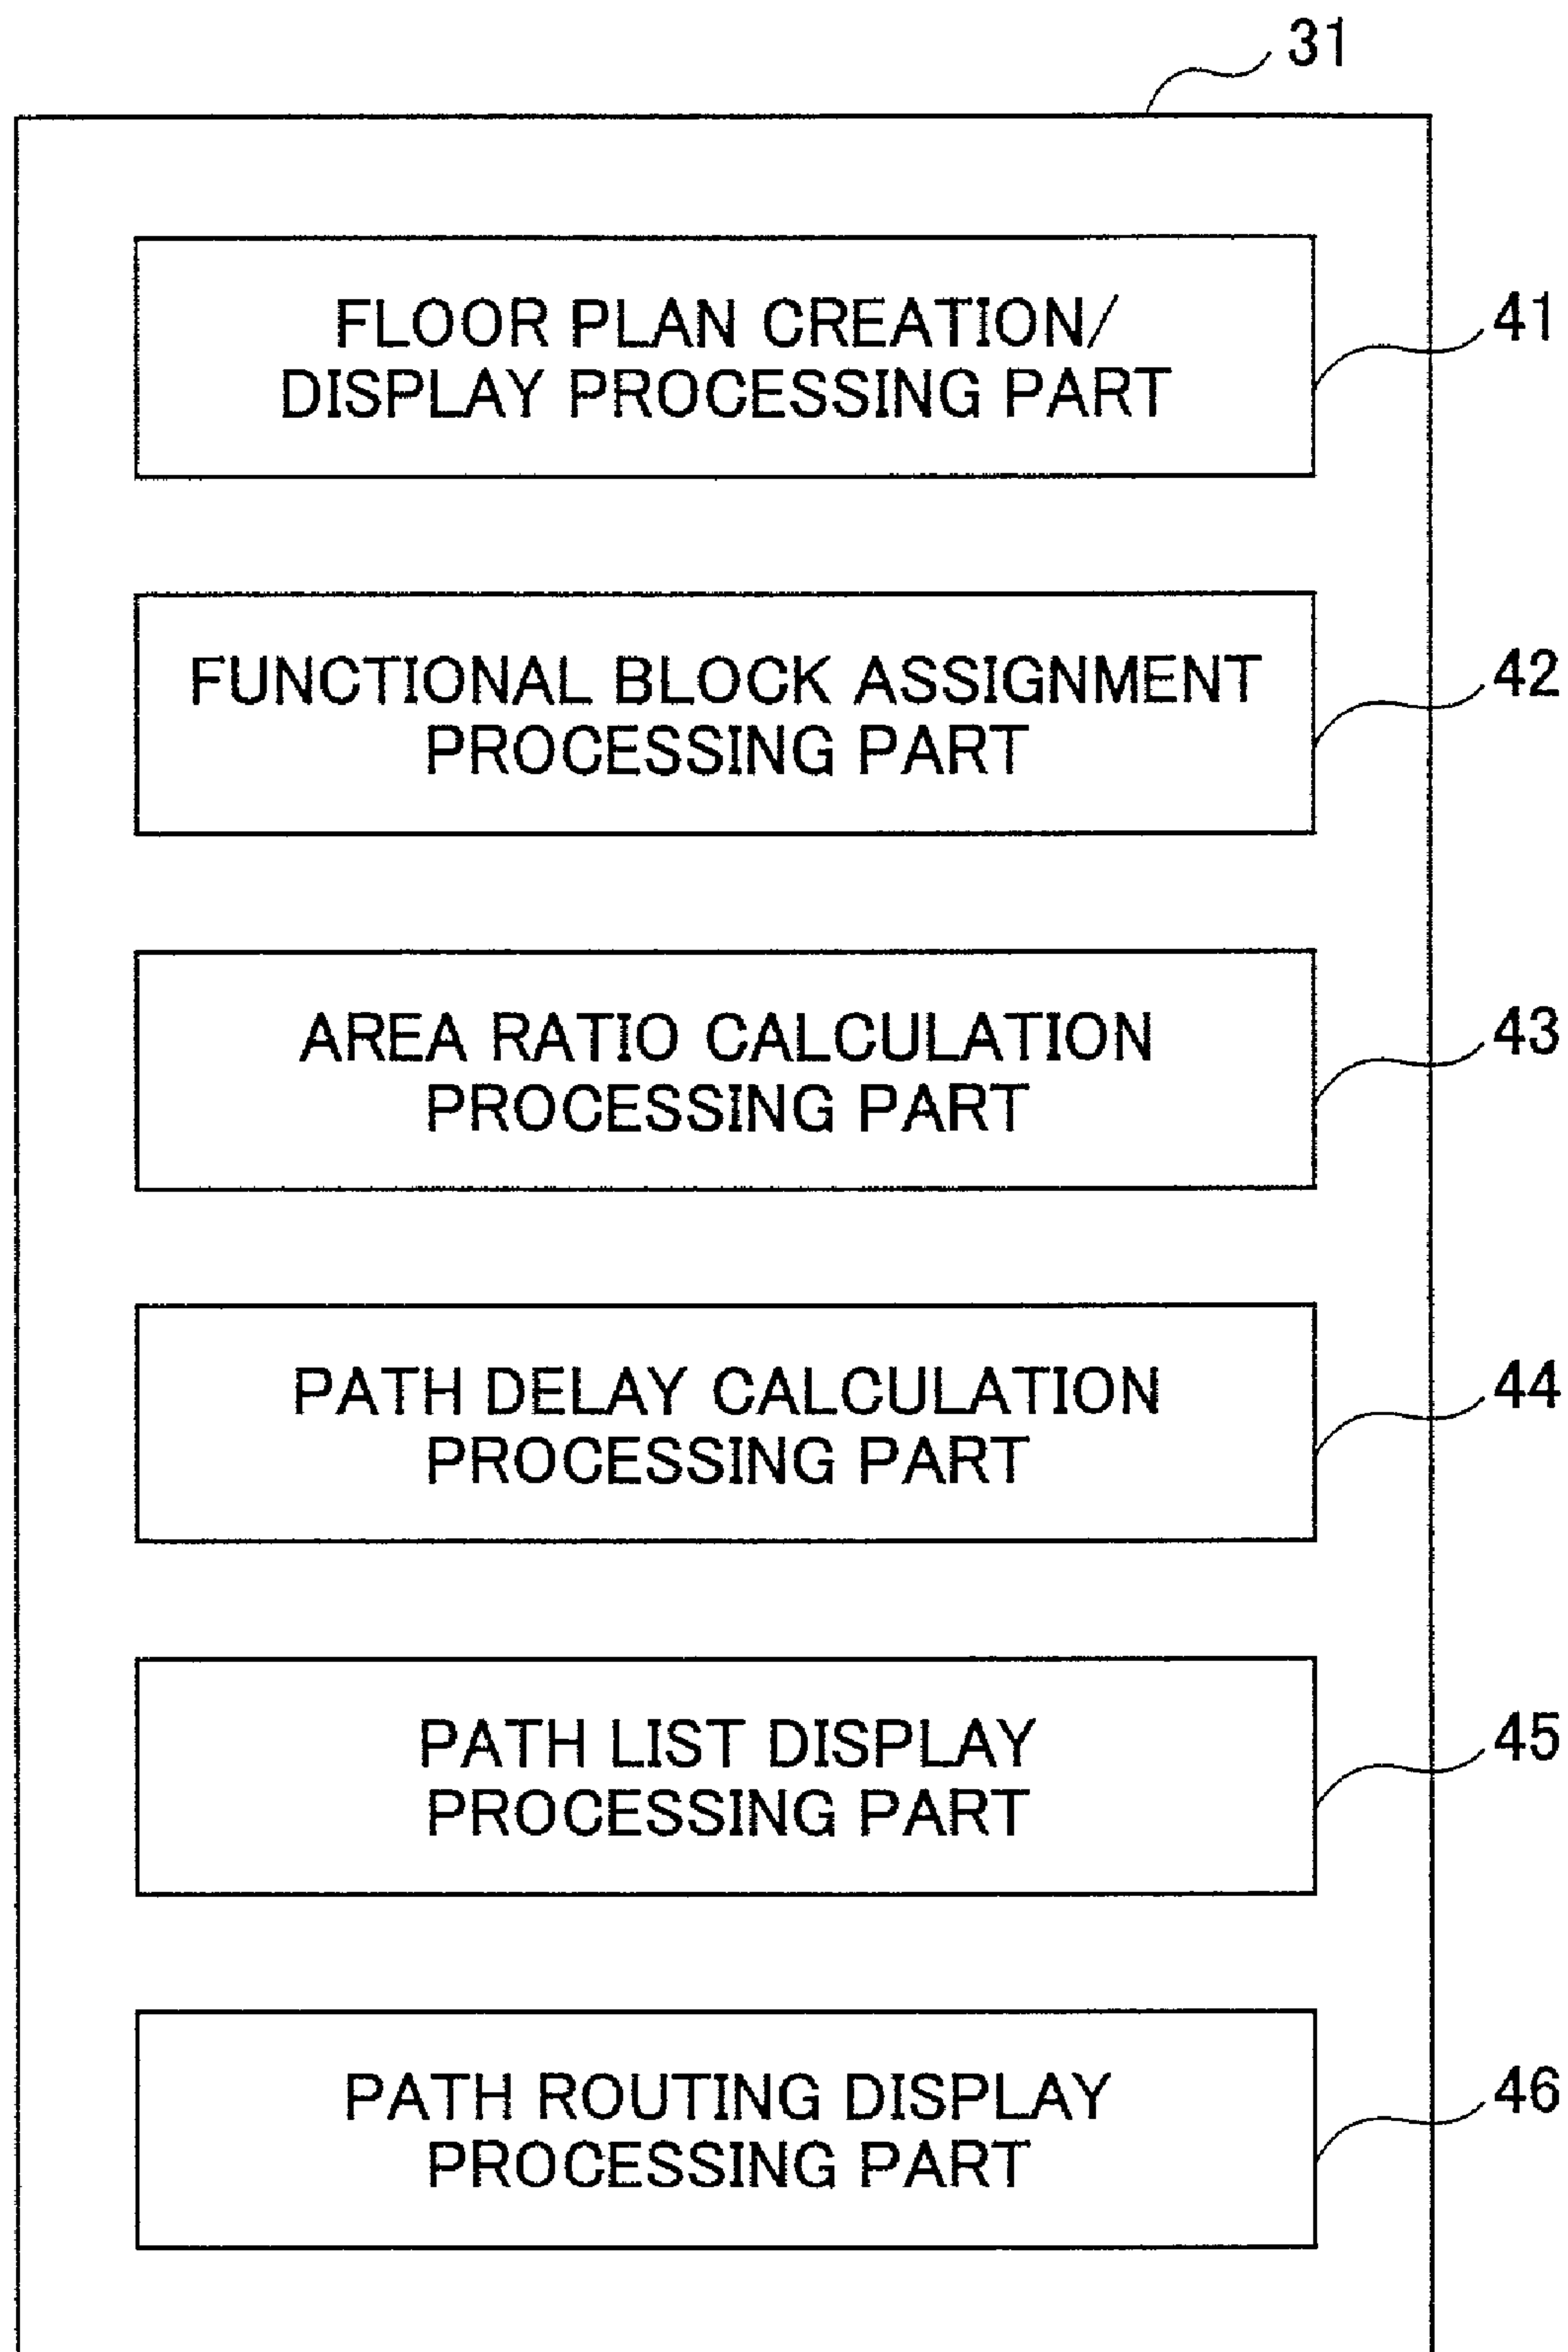 31
FLOOR PLAN CREATION/
DISPLAY PROCESSING PART
41
FUNCTIONAL BLOCK ASSIGNMENT
PROCESSING PART
42
AREA RATIO CALCULATION
PROCESSING PART
43
PATH DELAY CALCULATION
PROCESSING PART
44
PATH LIST DISPLAY
PROCESSING PART
45
PATH ROUTING DISPLAY
PROCESSING PART
46